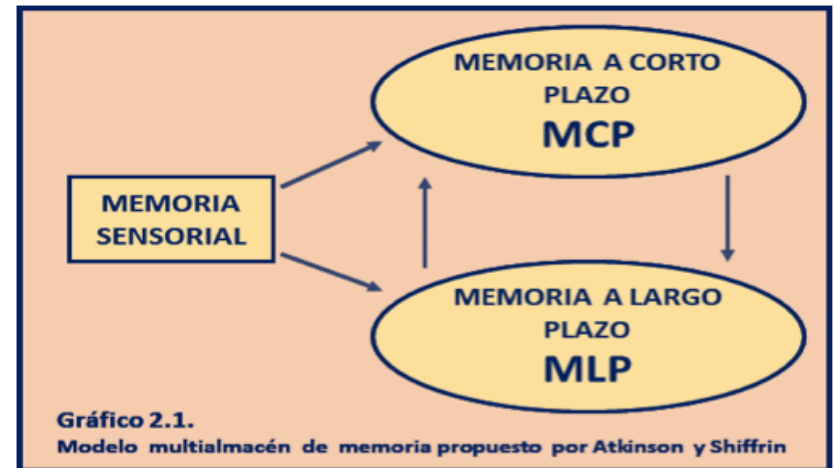 MEMORIA A CORTO
PLAZO
MCP
MEMORIA
SENSORIAL
MEMORIA A LARGO
PLAZO
MLP
Gráfico 2.1.
Modelo multialmacén de memoria propuesto por Atkinson y Shiffrin